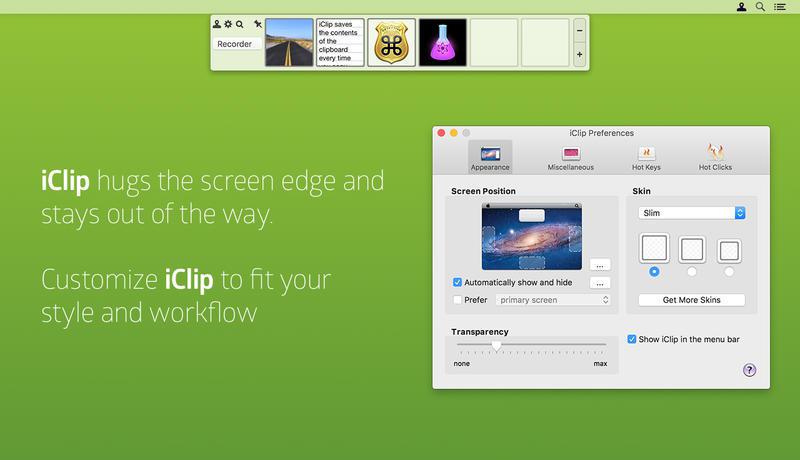 Recorder
iClip saves
the contents
of the
clipboard
every time
iClip hugs the screen edge and
stays out of the way.
Customize iClip to fit your
style and workflow
iClip Preferences
Appearance
Miscellaneous
Hot Keys
Hot Clicks
Screen Position
...
Automatically show and hide
...
Prefer
primary screen
Transparency
none
max
Skin
Slim
Get More Skins
Show iClip in the menu bar
?